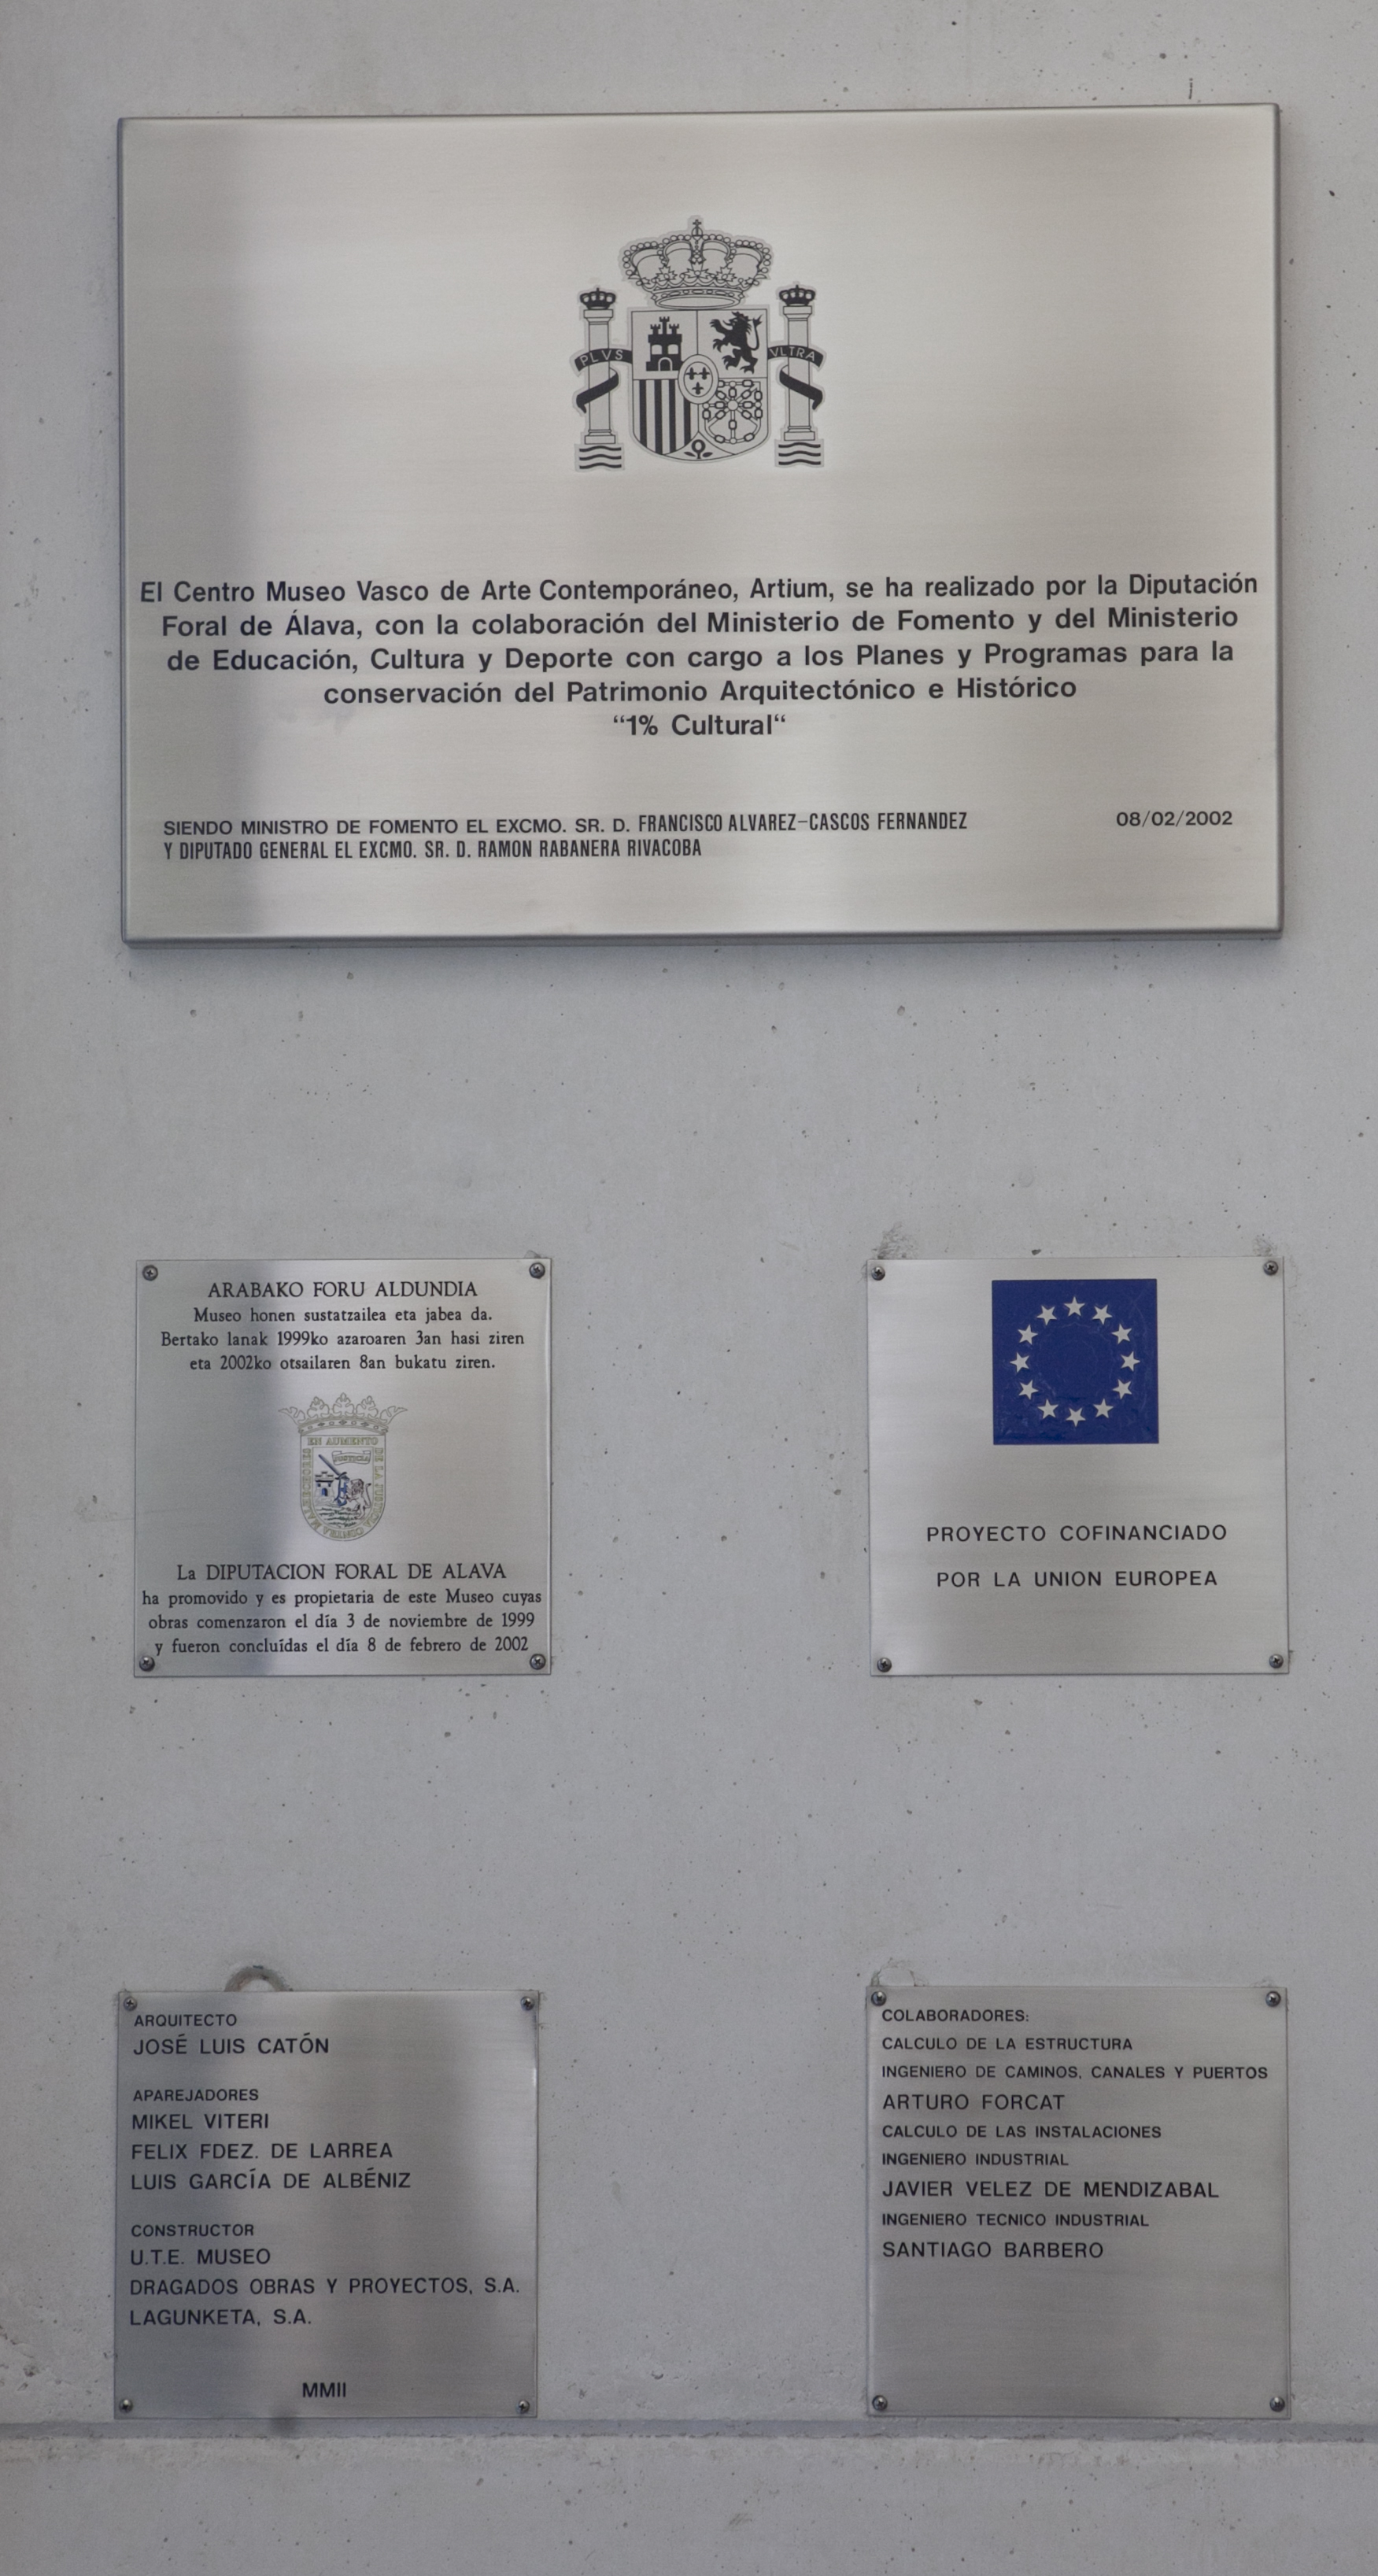 PLVS VLTRA
El Centro Museo Vasco de Arte Contemporáneo, Artium, se ha realizado por la Diputación
Foral de Álava, con la colaboración del Ministerio de Fomento y del Ministerio
de Educación, Cultura y Deporte con cargo a los Planes y Programas para la
conservación del Patrimonio Arquitectónico e Histórico
“1% Cultural“
SIENDO MINISTRO DE FOMENTO EL EXCMO. SR. D. FRANCISCO ALVAREZ-CASCOS FERNANDEZ
Y DIPUTADO GENERAL EL EXCMO. SR. D. RAMON RABANERA RIVACOBA
08/02/2002
ARABAKO FORU ALDUNDIA
Museo honen sustatzailea eta jabea da.
Bertako lanak 1999ko azaroaren 3an hasi ziren
eta 2002ko otsailaren 8an bukatu ziren.
EN AUMENTO
JUSTICIA
DE LA JUSTICIA
CONTRA
La DIPUTACION FORAL DE ALAVA
ha promovido y es propietaria de este Museo cuyas
obras comenzaron el día 3 de noviembre de 1999
y fueron concluídas el día 8 de febrero de 2002
PROYECTO COFINANCIADO
POR LA UNION EUROPEA
ARQUITECTO
JOSÉ LUIS CATÓN
APAREJADORES
MIKEL VITERI
FELIX FDEZ. DE LARREA
LUIS GARCÍA DE ALBÉNIZ
CONSTRUCTOR
U.T.E. MUSEO
DRAGADOS OBRAS Y PROYECTOS, S.A.
LAGUNKETA, S.A.
MMII
COLABORADORES:
CALCULO DE LA ESTRUCTURA
INGENIERO DE CAMINOS, CANALES Y PUERTOS
ARTURO FORCAT
CALCULO DE LAS INSTALACIONES
INGENIERO INDUSTRIAL
JAVIER VELEZ DE MENDIZABAL
INGENIERO TECNICO INDUSTRIAL
SANTIAGO BARBERO